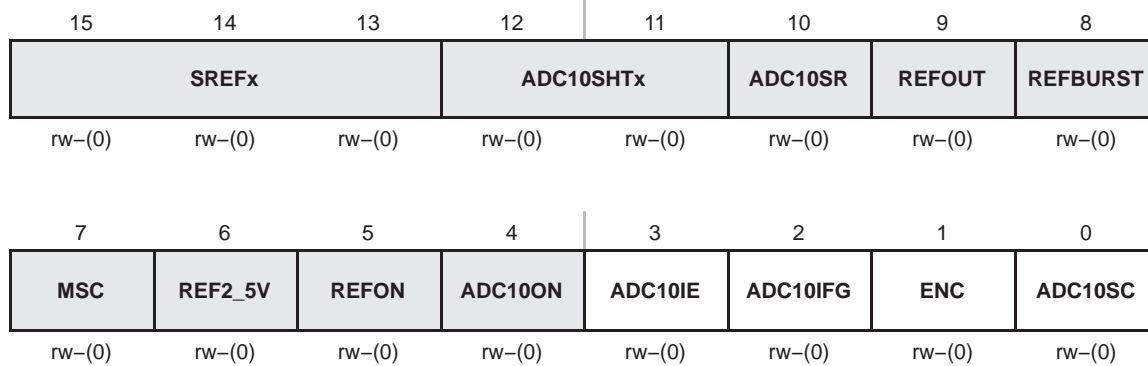 15 14 13 12 11 10 9 8
SREFx ADC10SHTx ADC10SR REFOUT REFBURST
rw−(0) rw−(0) rw−(0) rw−(0) rw−(0) rw−(0) rw−(0) rw−(0)
7 6 5 4 3 2 1 0
MSC REF2_5V REFON ADC10ON ADC10IE ADC10IFG ENC ADC10SC
rw−(0) rw−(0) rw−(0) rw−(0) rw−(0) rw−(0) rw−(0) rw−(0)